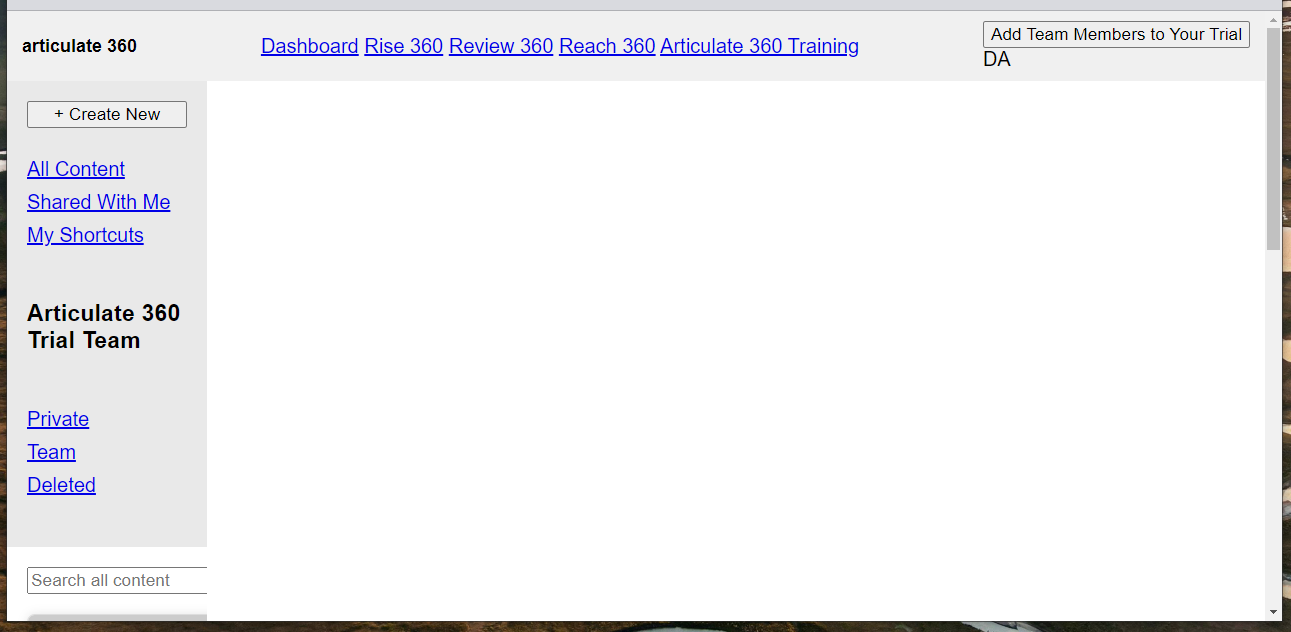 articulate 360
Dashboard Rise 360 Review 360 Reach 360 Articulate 360 Training
Add Team Members to Your Trial
DA
+ Create New
All Content
Shared With Me
My Shortcuts
Articulate 360
Trial Team
Private
Team
Deleted
Search all content